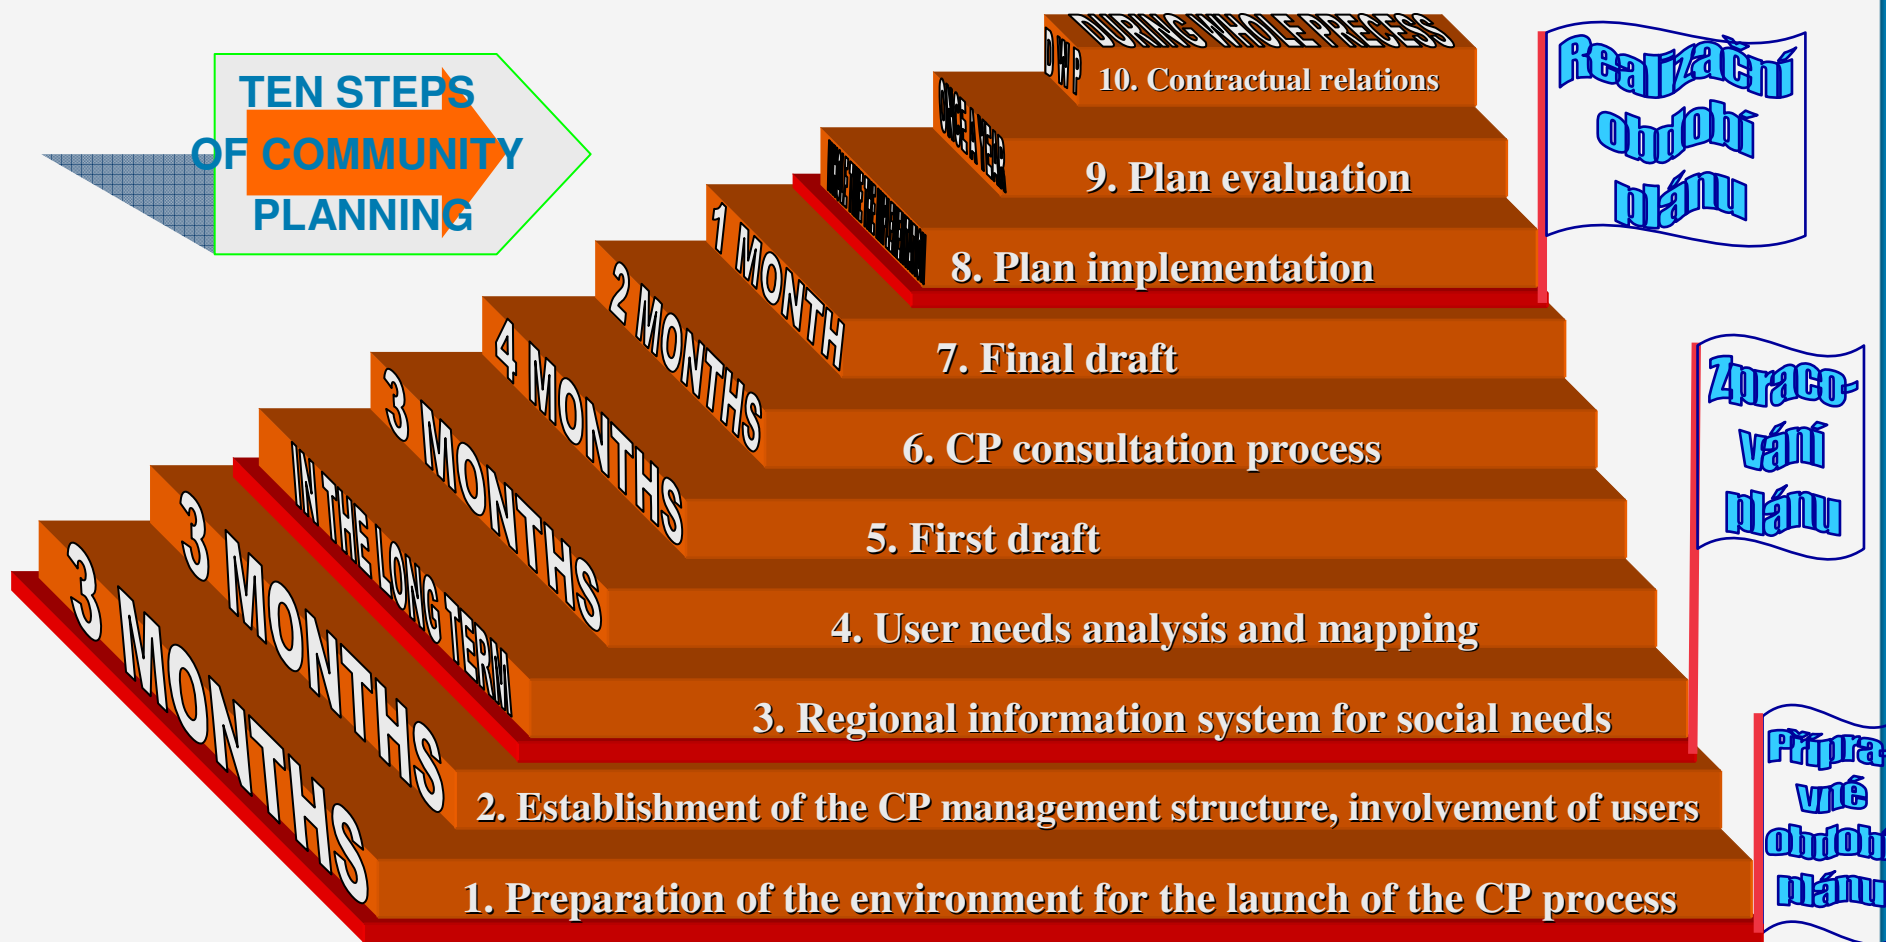 TEN STEPS
OF COMMUNITY
PLANNING
DURING WHOLE PRECESS
D W P
10. Contractual relations
ONCE A YEAR
9. Plan evaluation
8. Plan implementation
1 MONTH
7. Final draft
2 MONTHS
6. CP consultation process
4 MONTHS
5. First draft
3 MONTHS
4. User needs analysis and mapping
IN THE LONG TERM
3. Regional information system for social needs
3 MONTHS
2. Establishment of the CP management structure, involvement of users
3 MONTHS
1. Preparation of the environment for the launch of the CP process
Realizační
období
plánu
Zpraco-
vání
plánu
Přípra-
vné
období
plánu